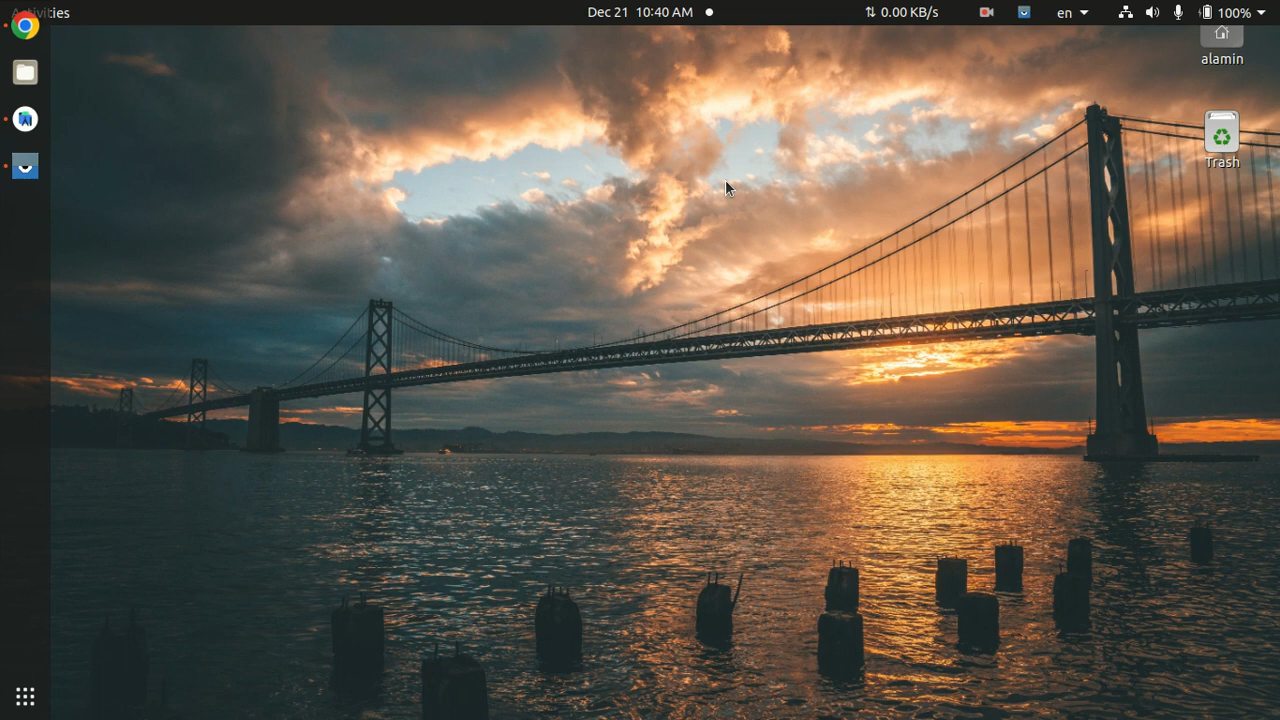 Activities
Dec 21 10:40 AM
0.00 KB/s
en
100%
alamin
Trash